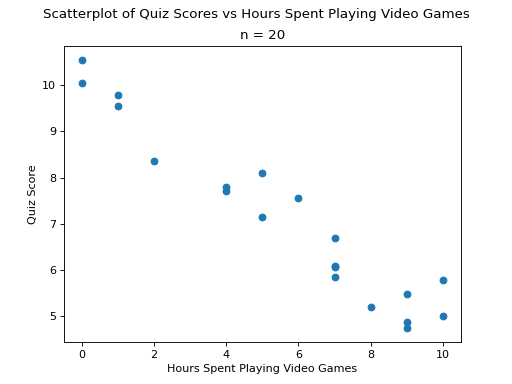 Scatterplot of Quiz Scores vs Hours Spent Playing Video Games
n = 20
10
9
8
7
6
5
Quiz Score
0 2 4 6 8 10
Hours Spent Playing Video Games